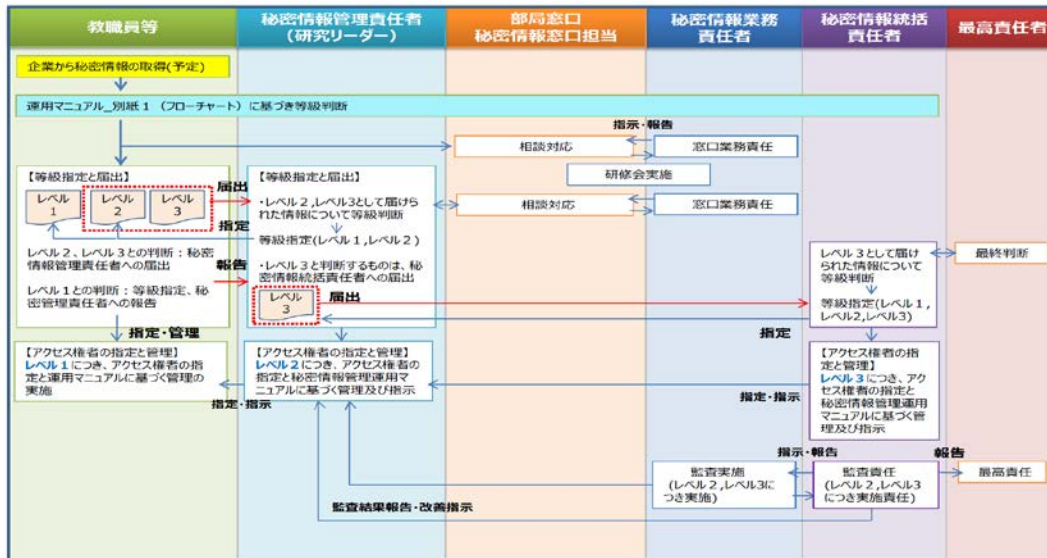 教職員等
秘密情報管理責任者
(研究リーダー)
部局窓口
秘密情報窓口担当
秘密情報業務
責任者
秘密情報統括
責任者
最高責任者
企業から秘密情報の取得(予定)
運用マニュアル_別紙1 (フローチャート)に基づき等級判断
指示・報告
相談対応
窓口業務責任
研修会実施
【等級指定と届出】
レベル
1
レベル
2
レベル
3
届出
指定
レベル2、レベル3との判断:秘密
情報管理責任者への届出
報告
レベル1との判断:等級指定、秘
密管理責任者への報告
【等級指定と届出】
・レベル2,レベル3として届けら
れた情報について等級判断
等級指定(レベル1,レベル2)
・レベル3と判断するものは、秘
密情報統括責任者への届出
レベル
3
届出
相談対応
窓口業務責任
レベル3として届け
られた情報について
等級判断
等級指定(レベル1,
レベル2,レベル3)
最終判断
指定・管理
指定
【アクセス権者の指定と管理】
レベル1につき、アクセス権者の指
定と運用マニュアルに基づく管理の
実施
【アクセス権者の指定と管理】
レベル2につき、アクセス権者の
指定と秘密情報管理運用マ
ニュアルに基づく管理及び指示
【アクセス権者の指
定と管理】
レベル3につき、アク
セス権者の指定と
秘密情報管理運用
マニュアルに基づく管
理及び指示
指定・指示
指定・指示
指示・報告
報告
監査実施
(レベル2,レベル3に
つき実施)
監査責任
(レベル2,レベル3
につき実施責任)
最高責任
監査結果報告・改善指示